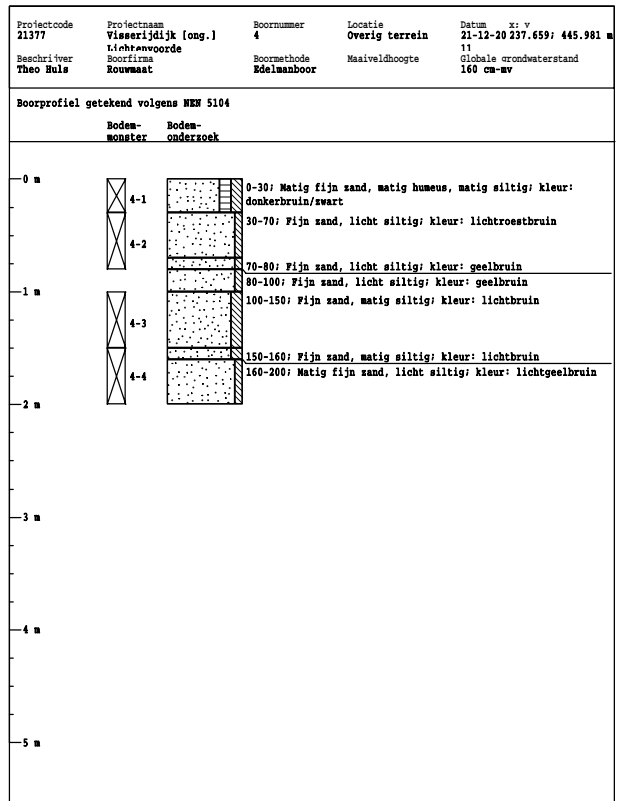 Projectcode Projectnaam Boornummer Locatie Datum x: y
21377 Visserijdijk [ong.] 4 Overig terrein 21-12-20 237.659; 445.981 m
Lichtenvoorde 11
Beschrijver Boorfirma Boormethode Maaiveldhoogte Globale grondwaterstand
Theo Huls Rouwmaat Edelmanboor 160 cm-mv
Boorprofiel getekend volgens NEN 5104
Bodem- Bodem-
monster onderzoek
0 m
4-1
0-30; Matig fijn zand, matig humeus, matig siltig; kleur:
donkerbruin/zwart
30-70; Fijn zand, licht siltig; kleur: lichtroestbruin
4-2
70-80; Fijn zand, licht siltig; kleur: geelbruin
80-100; Fijn zand, licht siltig; kleur: geelbruin
1 m
100-150; Fijn zand, matig siltig; kleur: lichtbruin
4-3
150-160; Fijn zand, matig siltig; kleur: lichtbruin
160-200; Matig fijn zand, licht siltig; kleur: lichtgeelbruin
4-4
2 m
3 m
4 m
5 m